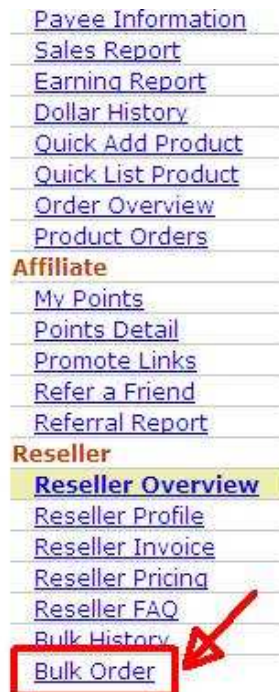 Payee Information
Sales Report
Earning Report
Dollar History
Quick Add Product
Quick List Product
Order Overview
Product Orders
Affiliate
My Points
Points Detail
Promote Links
Refer a Friend
Referral Report
Reseller
Reseller Overview
Reseller Profile
Reseller Invoice
Reseller Pricing
Reseller FAQ
Bulk History
Bulk Order